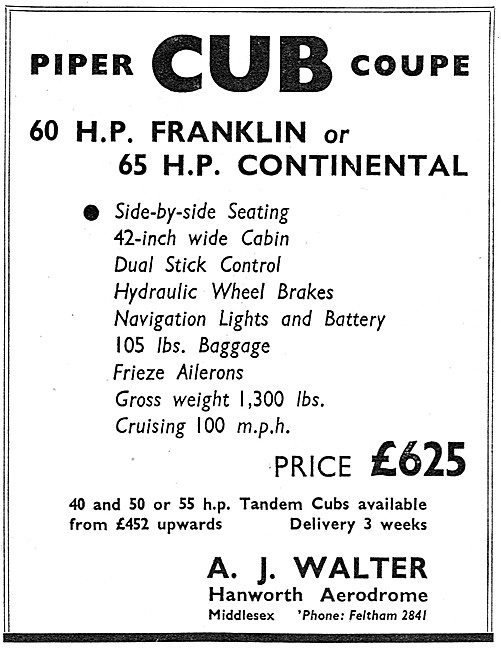 PIPER CUB COUPE
60 H.P. FRANKLIN or
65 H.P. CONTINENTAL
● Side-by-side Seating
42-inch wide Cabin
Dual Stick Control
Hydraulic Wheel Brakes
Navigation Lights and Battery
105 lbs. Baggage
Frieze Ailerons
Gross weight 1,300 lbs.
Cruising 100 m.p.h.
PRICE £625
40 and 50 or 55 h.p. Tandem Cubs available
from £452 upwards Delivery 3 weeks
A. J. WALTER
Hanworth Aerodrome
Middlesex 'Phone: Feltham 2841